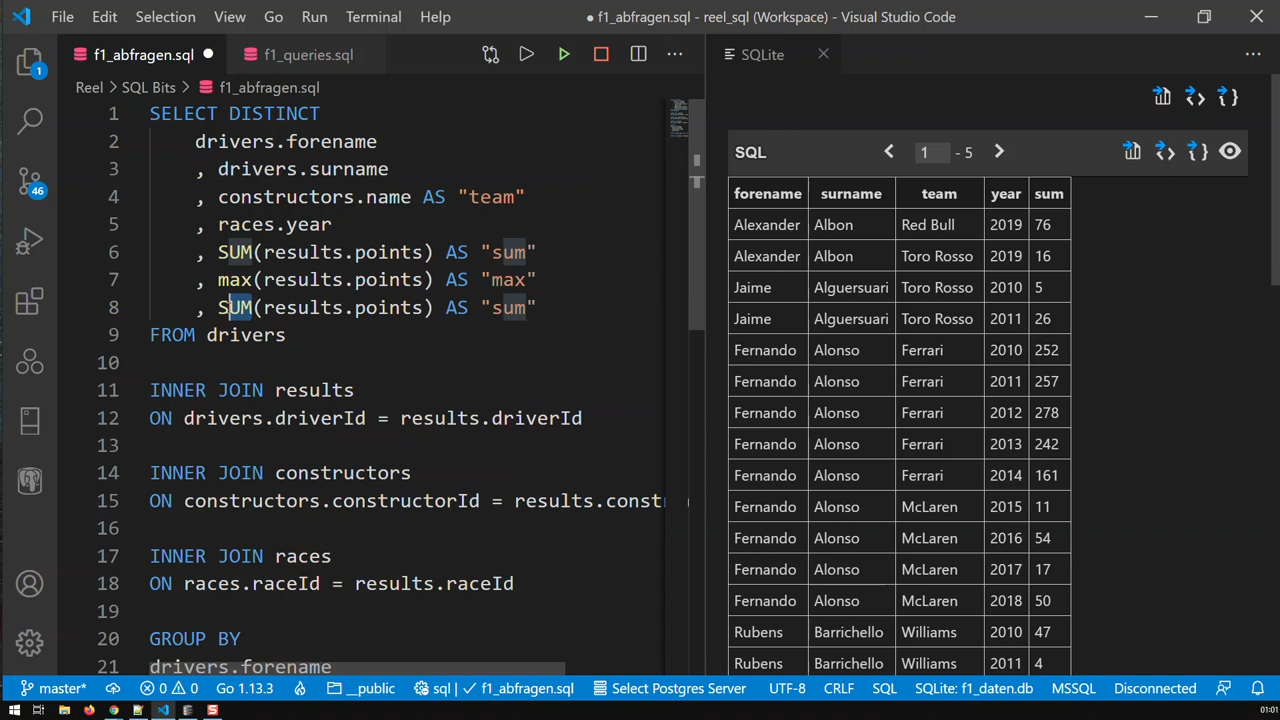 File Edit Selection View Go Run Terminal Help
● f1_abfragen.sql - reel_sql (Workspace) - Visual Studio Code
f1_abfragen.sql ●
f1_queries.sql
SQLite
Reel > SQL Bits > f1_abfragen.sql
1
46
1 SELECT DISTINCT
2 drivers.forename
3 , drivers.surname
4 , constructors.name AS "team"
5 , races.year
6 , SUM(results.points) AS "sum"
7 , max(results.points) AS "max"
8 , SUM(results.points) AS "sum"
9 FROM drivers
10
11 INNER JOIN results
12 ON drivers.driverId = results.driverId
13
14 INNER JOIN constructors
15 ON constructors.constructorId = results.const
16
17 INNER JOIN races
18 ON races.raceId = results.raceId
19
20 GROUP BY
21 drivers.forename
SQL 1 - 5
forename surname team year sum
Alexander Albon Red Bull 2019 76
Alexander Albon Toro Rosso 2019 16
Jaime Alguersuari Toro Rosso 2010 5
Jaime Alguersuari Toro Rosso 2011 26
Fernando Alonso Ferrari 2010 252
Fernando Alonso Ferrari 2011 257
Fernando Alonso Ferrari 2012 278
Fernando Alonso Ferrari 2013 242
Fernando Alonso Ferrari 2014 161
Fernando Alonso McLaren 2015 11
Fernando Alonso McLaren 2016 54
Fernando Alonso McLaren 2017 17
Fernando Alonso McLaren 2018 50
Rubens Barrichello Williams 2010 47
Rubens Barrichello Williams 2011 4
master* 0 0 Go 1.13.3 __public sql | ✓ f1_abfragen.sql Select Postgres Server UTF-8 CRLF SQL SQLite: f1_daten.db MSSQL Disconnected
01:01